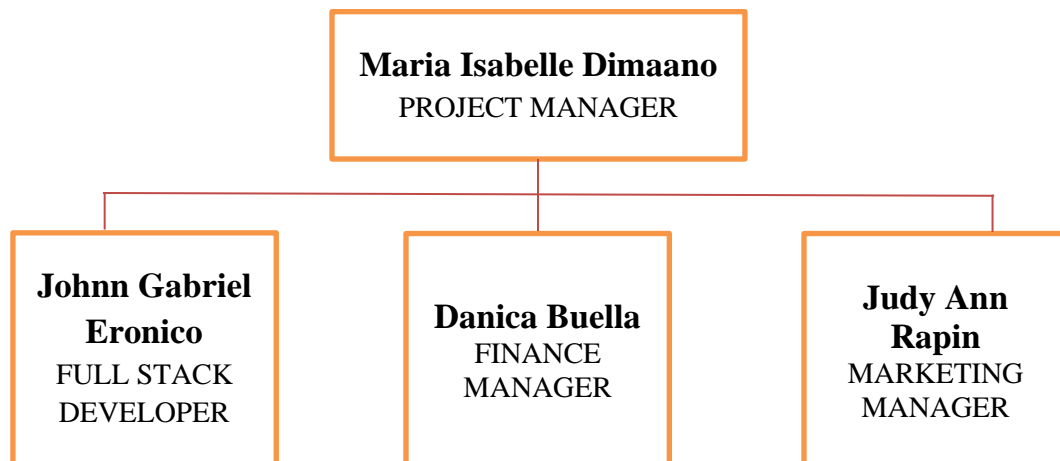 Maria Isabelle Dimaano
PROJECT MANAGER
Johnn Gabriel
Eronico
FULL STACK
DEVELOPER
Danica Buella
FINANCE
MANAGER
Judy Ann
Rapin
MARKETING
MANAGER